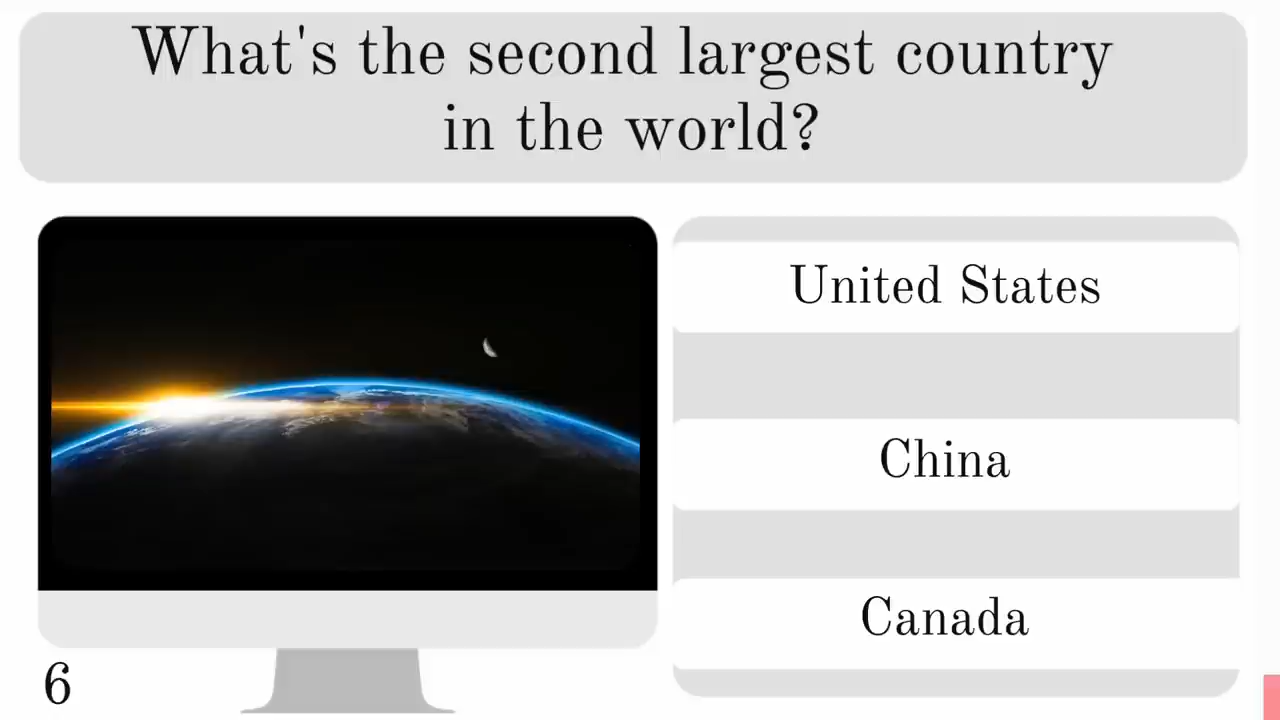 What's the second largest country
in the world?
United States
China
Canada
6